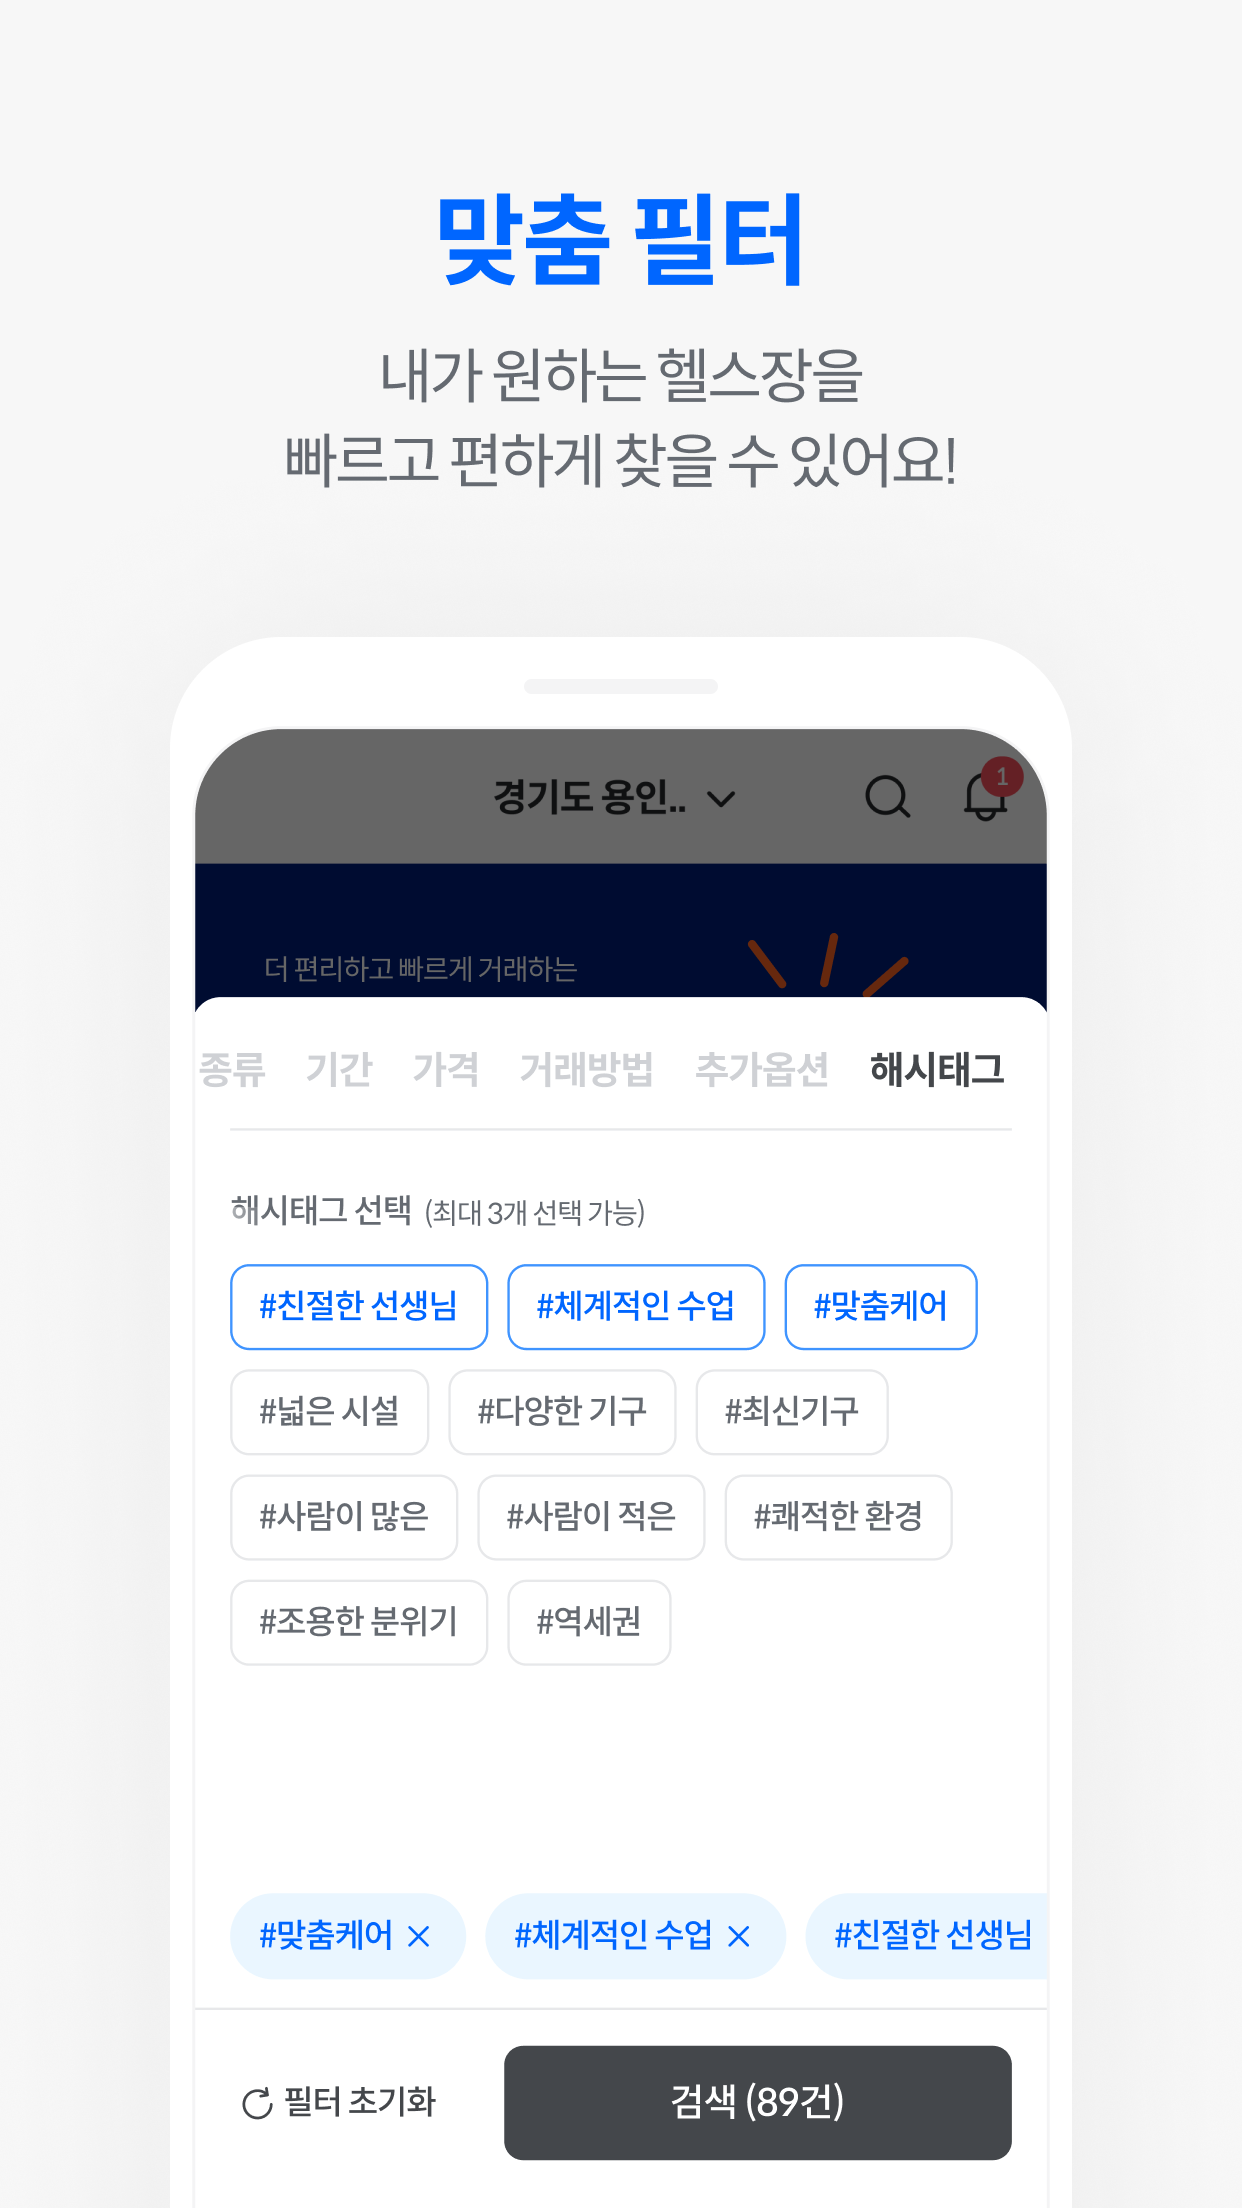 맞춤 필터
내가 원하는 헬스장을
빠르고 편하게 찾을 수 있어요!
경기도 용인..
1
더 편리하고 빠르게 거래하는
종류 기간 가격 거래방법 추가옵션 해시태그
해시태그 선택 (최대 3개 선택 가능)
#친절한 선생님 #체계적인 수업 #맞춤케어
#넓은 시설 #다양한 기구 #최신기구
#사람이 많은 #사람이 적은 #쾌적한 환경
#조용한 분위기 #역세권
#맞춤케어 #체계적인 수업 #친절한 선생님
필터 초기화 검색 (89건)